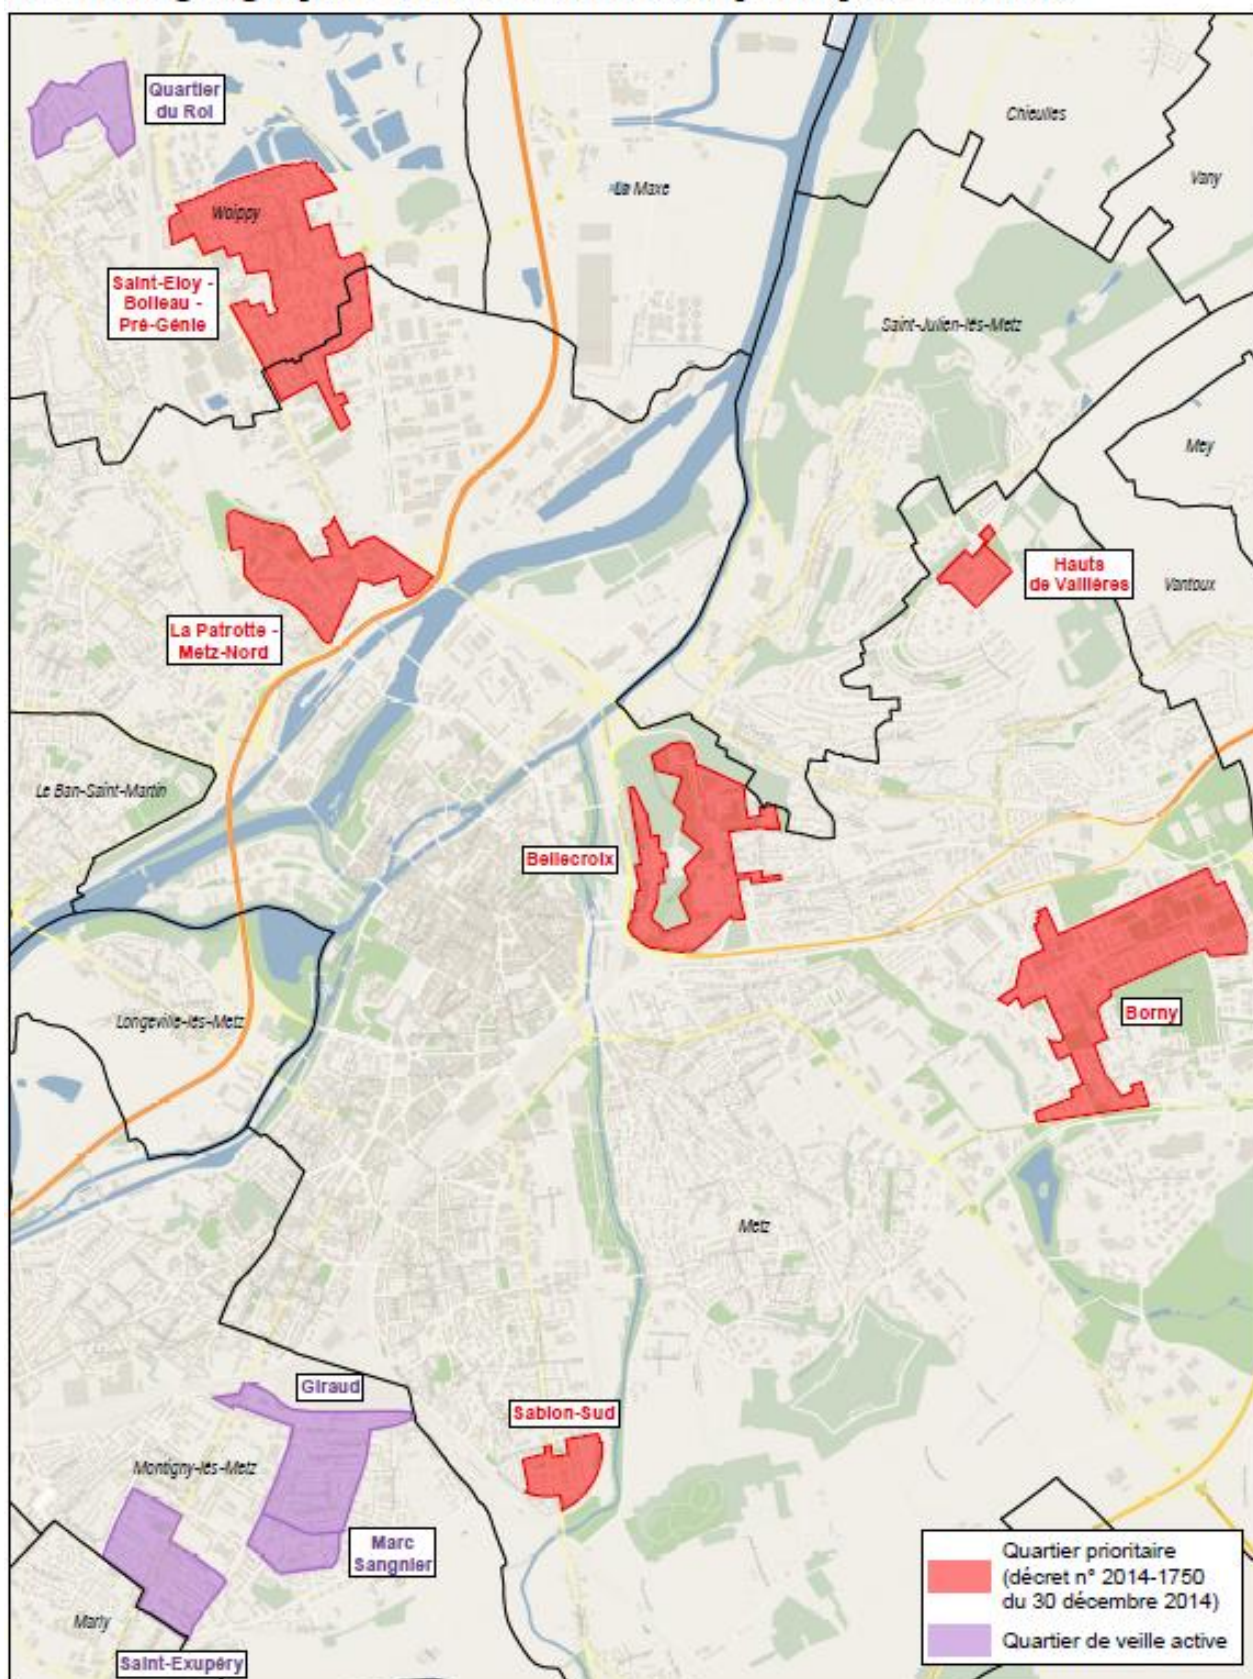 Quartier
du Roi
Chieulles
Vany
La Maxe
Woippy
Saint-Eloy -
Boileau -
Pré-Génie
Saint-Julien-lès-Metz
Mey
Hauts
de Vallières
Vantoux
La Patrotte -
Metz-Nord
Le Ban-Saint-Martin
Bellecroix
Borny
Longeville-lès-Metz
Metz
Giraud
Sablon-Sud
Montigny-lès-Metz
Marc
Sangnier
Marly
Saint-Exupéry
Quartier prioritaire
(décret n° 2014-1750
du 30 décembre 2014)
Quartier de veille active